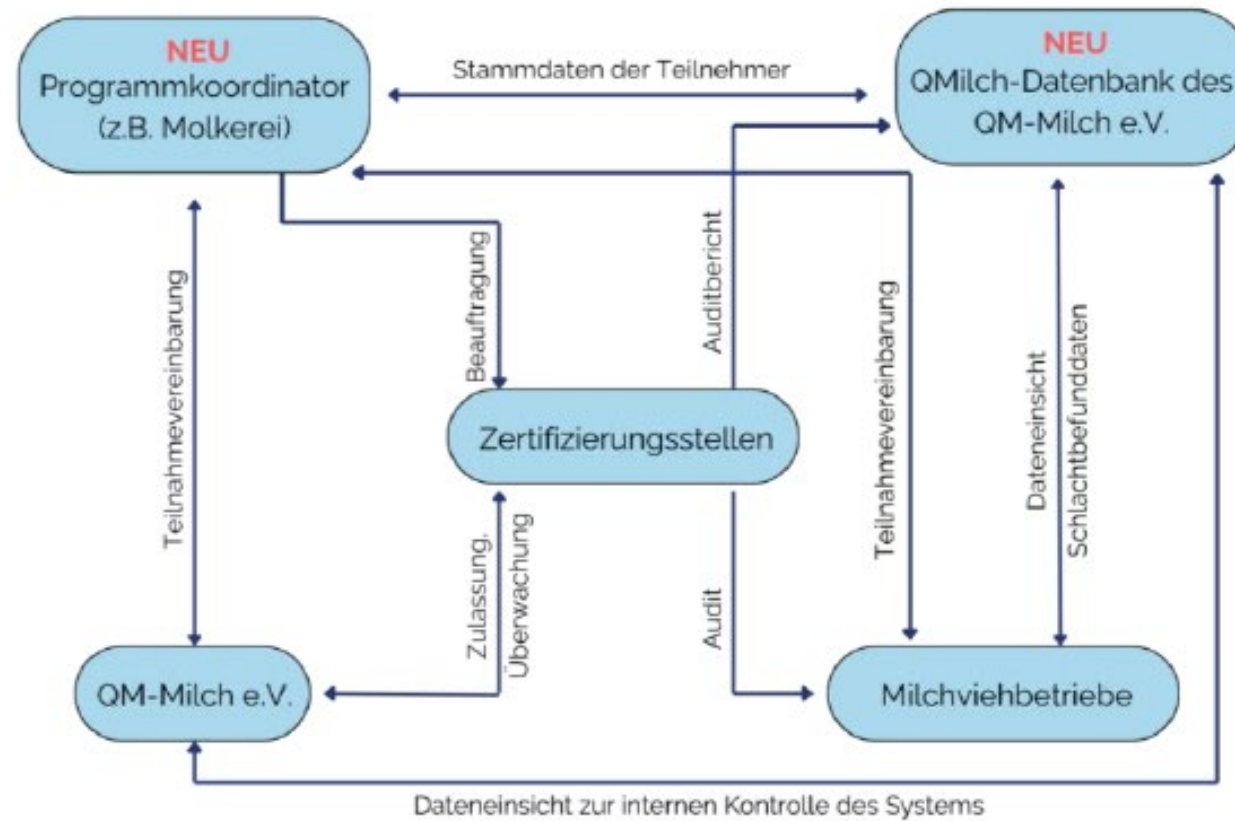 NEU
Programmkoordinator
(z.B. Molkerei)
Stammdaten der Teilnehmer
NEU
QMilch-Datenbank des
QM-Milch e.V.
Teilnahmevereinbarung
Beauftragung
Auditbericht
Teilnahmevereinbarung
Dateneinsicht
Schlachtbefunddaten
Zertifizierungsstellen
Zulassung,
Überwachung
Audit
QM-Milch e.V.
Milchviehbetriebe
Dateneinsicht zur internen Kontrolle des Systems